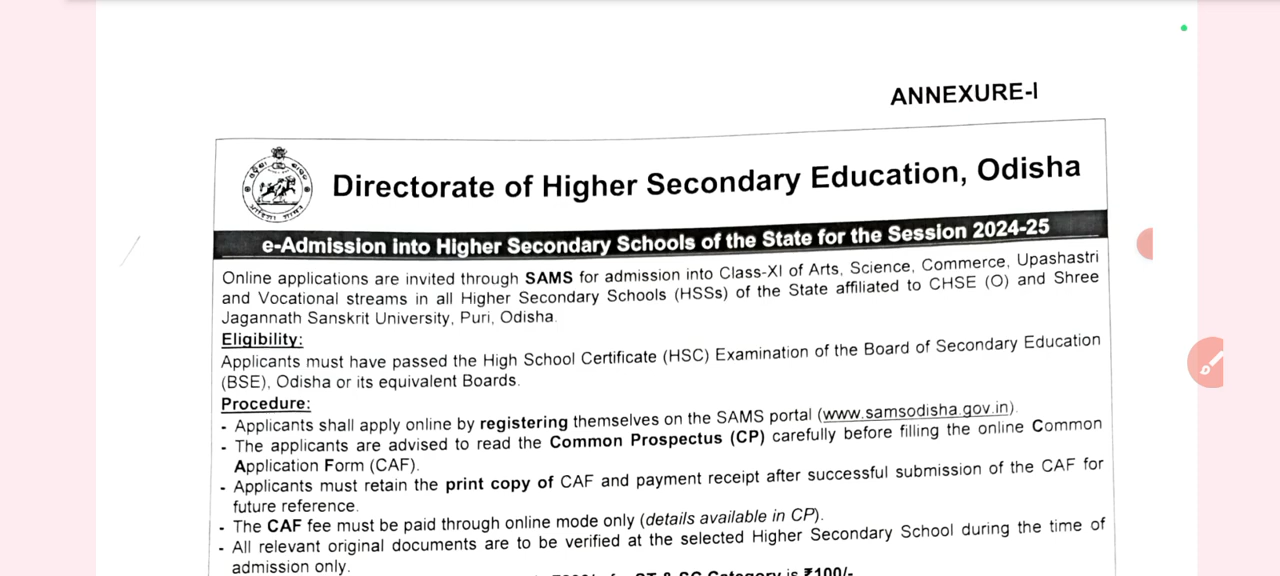 ANNEXURE-I
Directorate of Higher Secondary Education, Odisha
e-Admission into Higher Secondary Schools of the State for the Session 2024-25
Online applications are invited through SAMS for admission into Class-XI of Arts, Science, Commerce, Upashastri
and Vocational streams in all Higher Secondary Schools (HSSs) of the State affiliated to CHSE (O) and Shree
Jagannath Sanskrit University, Puri, Odisha.
Eligibility:
Applicants must have passed the High School Certificate (HSC) Examination of the Board of Secondary Education
(BSE), Odisha or its equivalent Boards.
Procedure:
- Applicants shall apply online by registering themselves on the SAMS portal (www.samsodisha.gov.in).
- The applicants are advised to read the Common Prospectus (CP) carefully before filling the online Common
Application Form (CAF).
- Applicants must retain the print copy of CAF and payment receipt after successful submission of the CAF for
future reference.
- The CAF fee must be paid through online mode only (details available in CP).
- All relevant original documents are to be verified at the selected Higher Secondary School during the time of
admission only.
ST & SC Category is ₹100/-